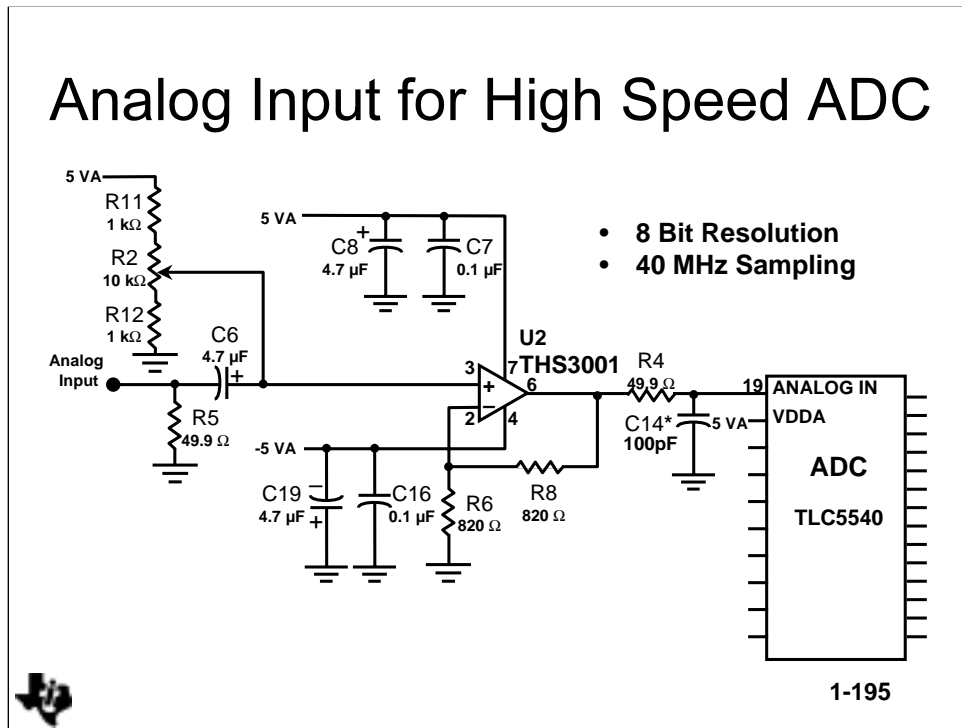 Analog Input for High Speed ADC
5 VA
R11
1 kΩ
R2
10 kΩ
R12
1 kΩ
C6
4.7 µF
+
Analog
Input
R5
49.9 Ω
5 VA
+
C8
4.7 µF
C7
0.1 µF
• 8 Bit Resolution
• 40 MHz Sampling
U2
THS3001
3
7
+
6
−
2
4
-5 VA
−
C19
4.7 µF
+
C16
0.1 µF
R6
820 Ω
R8
820 Ω
R4
49.9 Ω
C14*
100pF
19
ANALOG IN
5 VA
VDDA
ADC
TLC5540
1-195